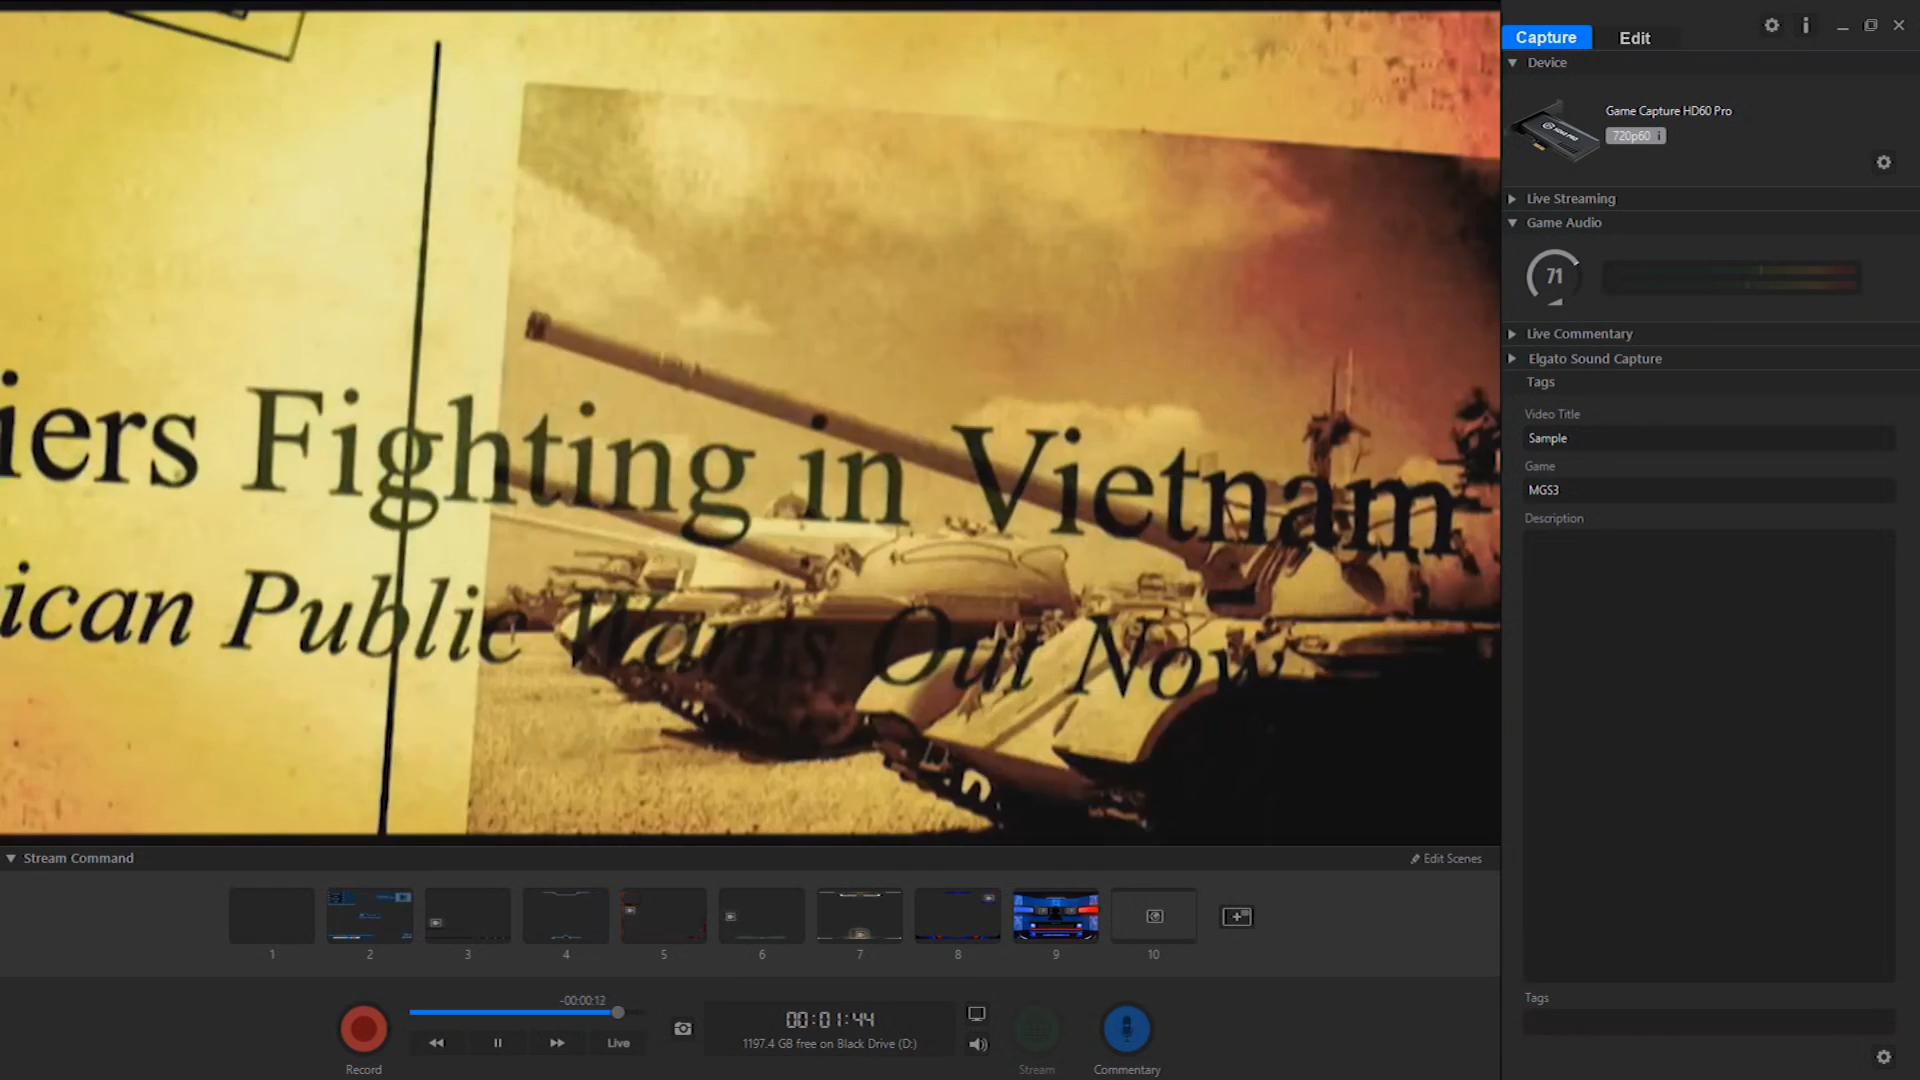 Capture
Edit
Device
Game Capture HD60 Pro
720p60 i
Live Streaming
Game Audio
71
Live Commentary
Elgato Sound Capture
Tags
Video Title
Sample
Game
MGS3
Description
Tags
iers Fighting in Vietnam
ican Public Wants Out Now
Stream Command
Edit Scenes
1 2 3 4 5 6 7 8 9 10
-00:00:12
Live
00:01:44
1197.4 GB free on Black Drive (D:)
Record
Stream
Commentary